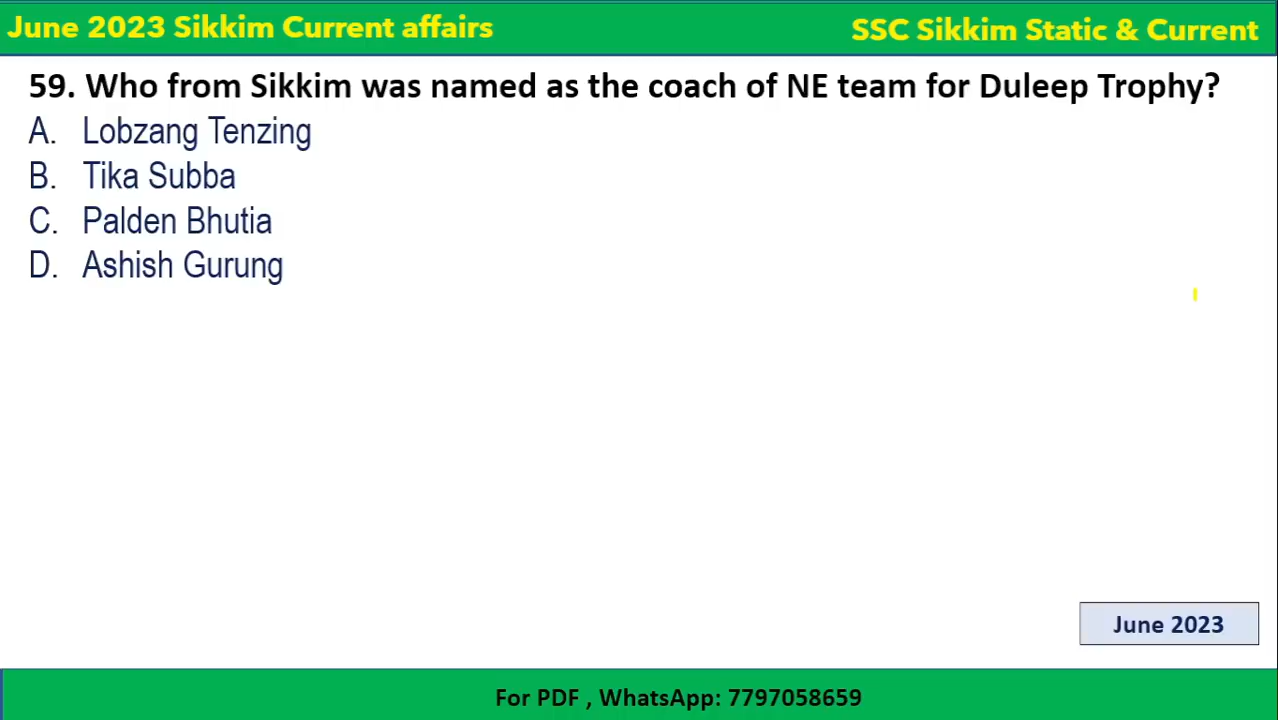 June 2023 Sikkim Current affairs
SSC Sikkim Static & Current
59. Who from Sikkim was named as the coach of NE team for Duleep Trophy?
A. Lobzang Tenzing
B. Tika Subba
C. Palden Bhutia
D. Ashish Gurung
June 2023
For PDF , WhatsApp: 7797058659